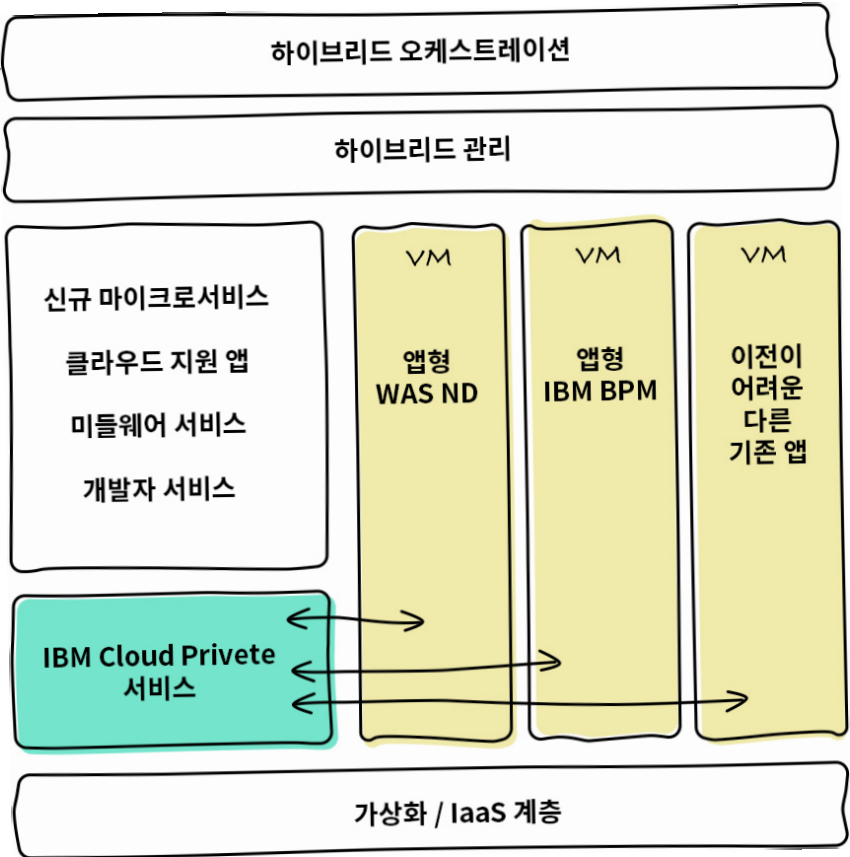 하이브리드 오케스트레이션
하이브리드 관리
신규 마이크로서비스
클라우드 지원 앱
미들웨어 서비스
개발자 서비스
VM
앱형
WAS ND
VM
앱형
IBM BPM
VM
이전이
어려운
다른
기존 앱
IBM Cloud Privete
서비스
가상화 / IaaS 계층